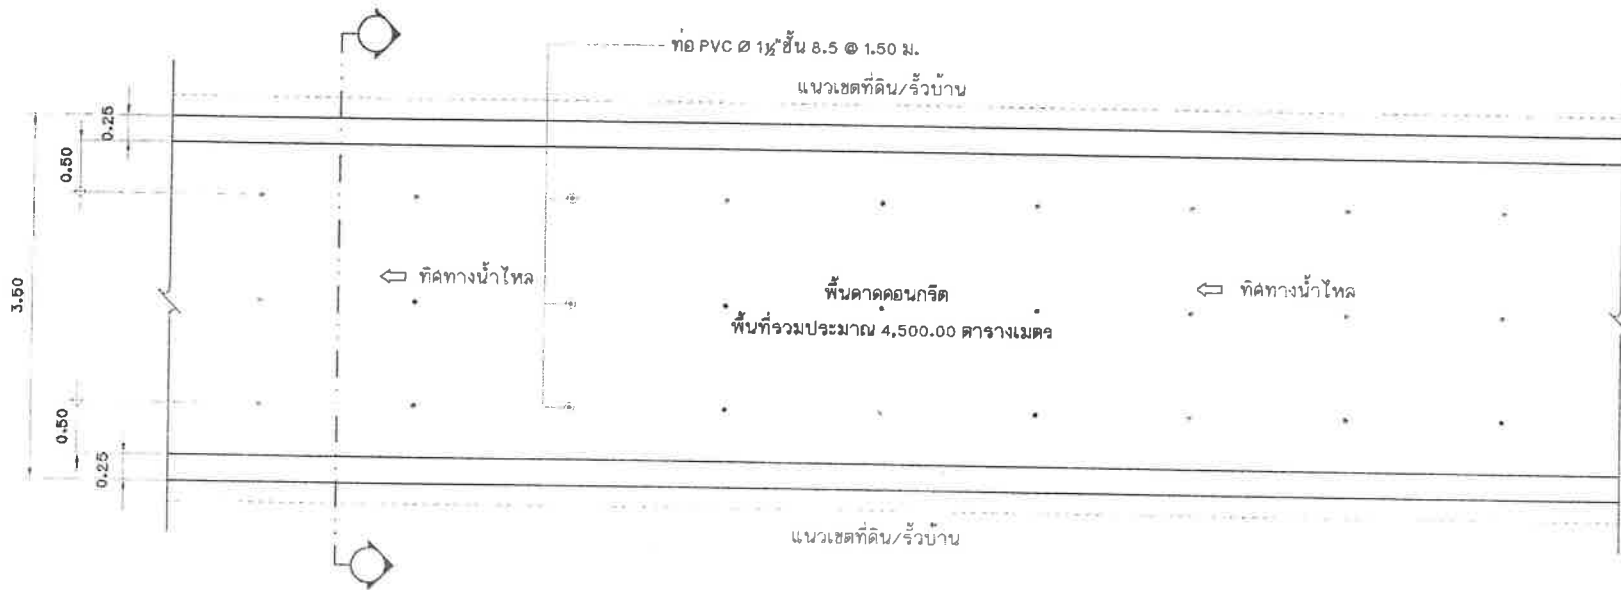 ท่อ PVC Ø 1½" ชั้น 8.5 @ 1.50 ม.
แนวเขตที่ดิน/รั้วบ้าน
0.25
0.50
3.50
ทิศทางน้ำไหล
พื้นดาดคอนกรีต
พื้นที่รวมประมาณ 4,500.00 ตารางเมตร
ทิศทางน้ำไหล
0.50
0.25
แนวเขตที่ดิน/รั้วบ้าน